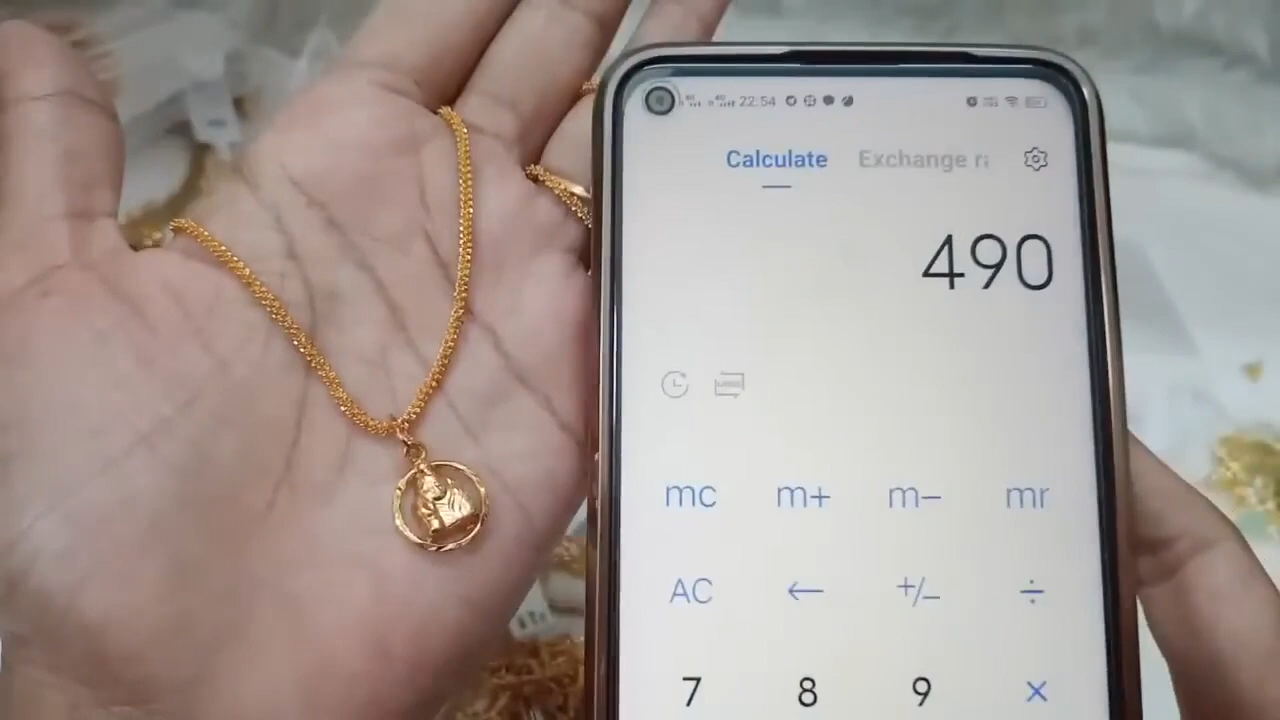 22:54
Calculate Exchange
490
mc m+ m− mr
AC ← +/− ÷
7 8 9 ×